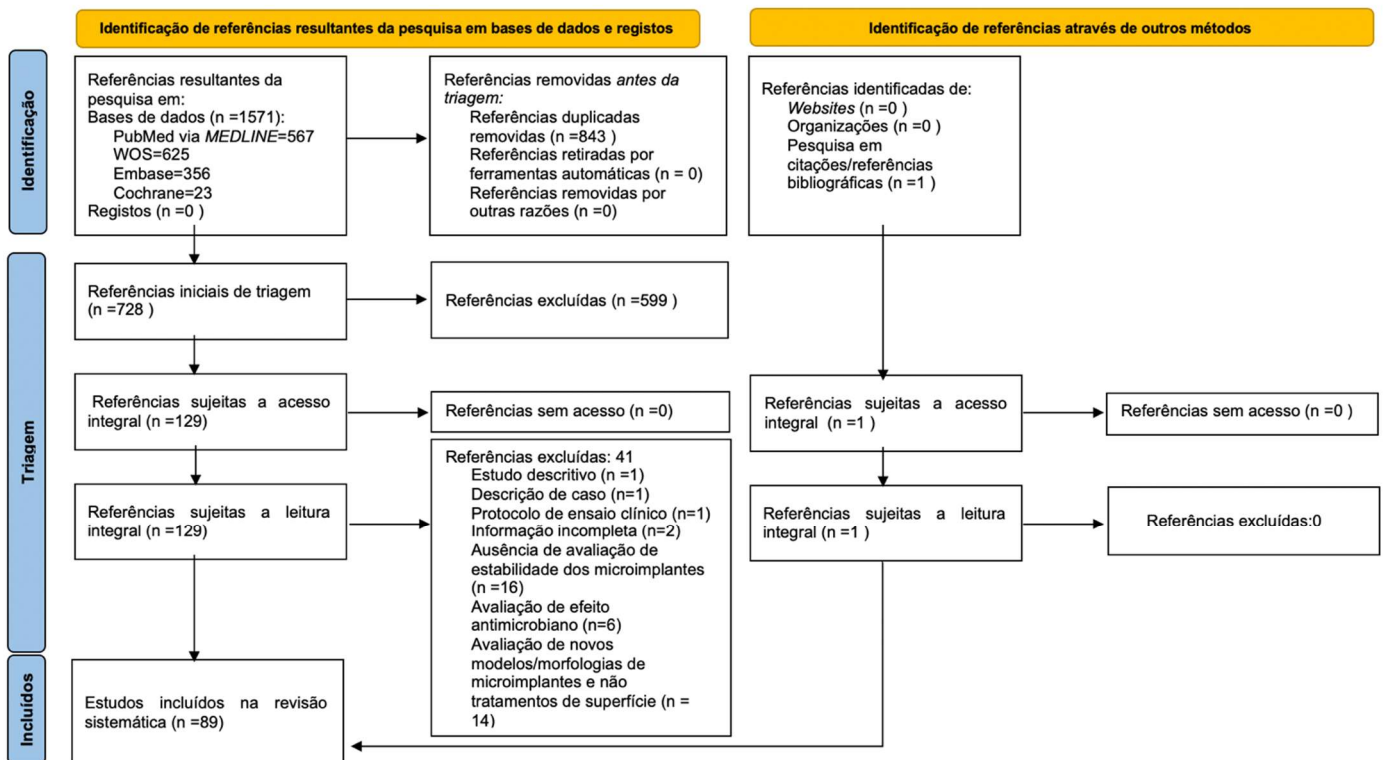 Identificação de referências resultantes da pesquisa em bases de dados e registos
Identificação de referências através de outros métodos
Identificação
Referências resultantes da
pesquisa em:
Bases de dados (n =1571):
PubMed via MEDLINE=567
WOS=625
Embase=356
Cochrane=23
Registos (n =0 )
Referências removidas antes da
triagem:
Referências duplicadas
removidas (n =843 )
Referências retiradas por
ferramentas automáticas (n = 0)
Referências removidas por
outras razões (n =0)
Referências identificadas de:
Websites (n =0 )
Organizações (n =0 )
Pesquisa em
citações/referências
bibliográficas (n =1 )
Triagem
Referências iniciais de triagem
(n =728 )
Referências excluídas (n =599 )
Referências sujeitas a acesso
integral (n =129)
Referências sem acesso (n =0)
Referências sujeitas a acesso
integral (n =1 )
Referências sem acesso (n =0 )
Referências sujeitas a leitura
integral (n =129)
Referências excluídas: 41
Estudo descritivo (n =1)
Descrição de caso (n=1)
Protocolo de ensaio clínico (n=1)
Informação incompleta (n=2)
Ausência de avaliação de
estabilidade dos microimplantes
(n =16)
Avaliação de efeito
antimicrobiano (n=6)
Avaliação de novos
modelos/morfologias de
microimplantes e não
tratamentos de superfície (n =
14)
Referências sujeitas a leitura
integral (n =1 )
Referências excluídas:0
Incluídos
Estudos incluídos na revisão
sistemática (n =89)